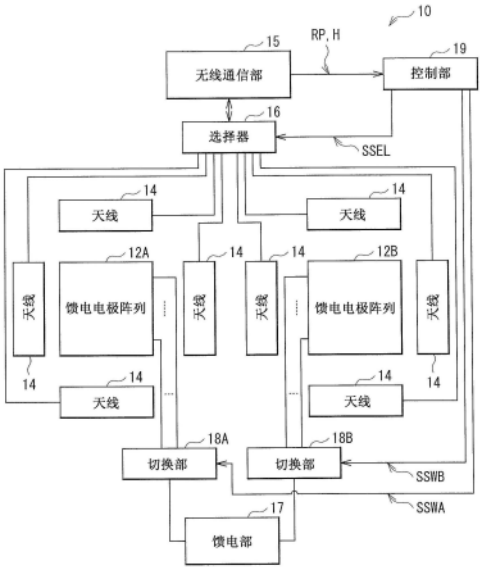 10
15
RP,H
19
无线通信部
控制部
16
选择器
SSEL
14
天线
14
天线
12A
馈电电极阵列
14
天线
14
天线
12B
馈电电极阵列
天线
14
天线
14
14
天线
14
天线
18A
切换部
18B
切换部
SSWB
SSWA
17
馈电部